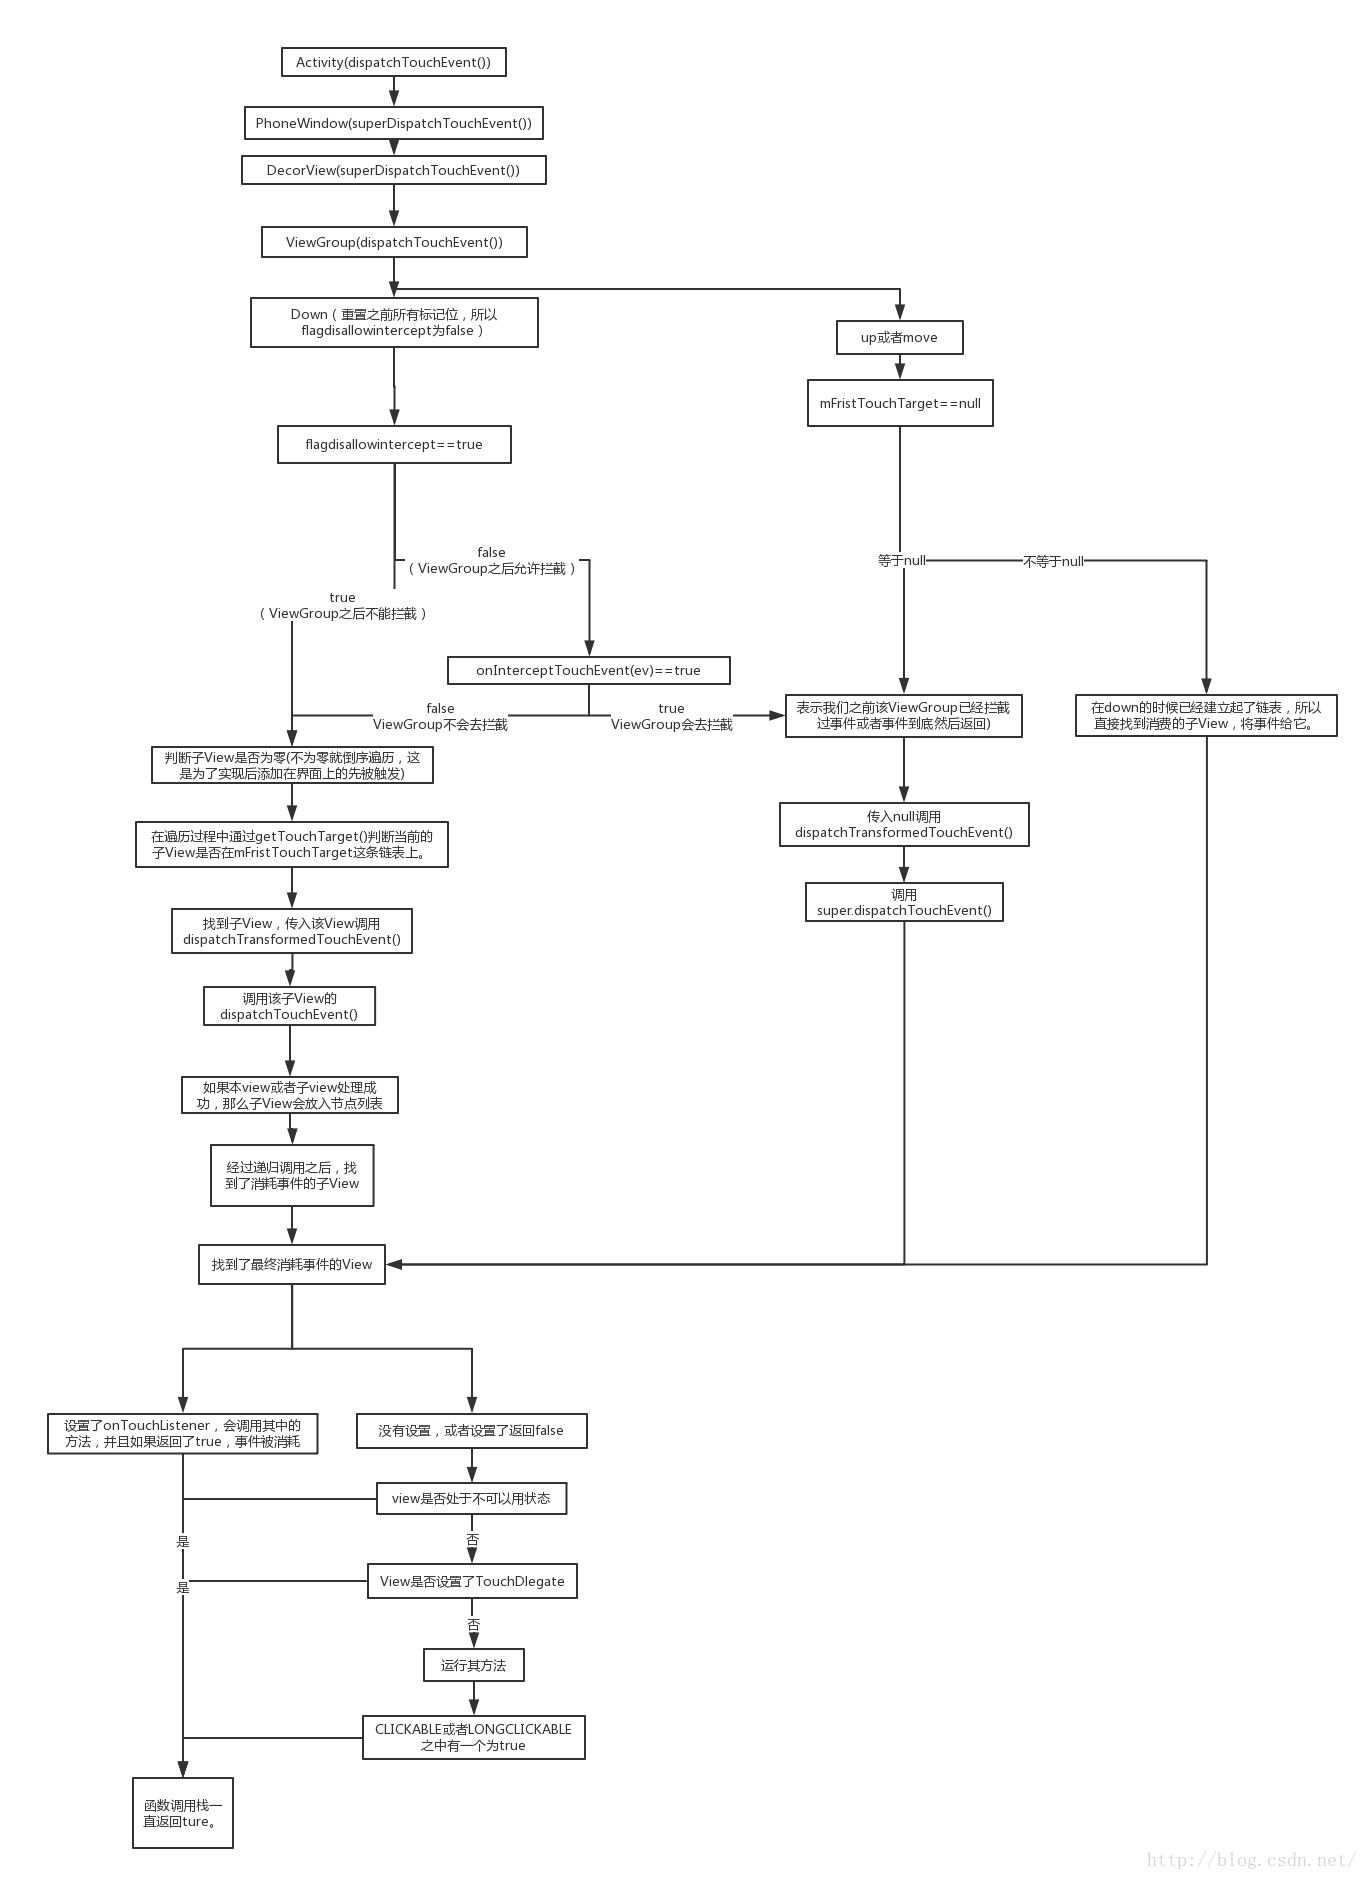 Activity(dispatchTouchEvent())
PhoneWindow(superDispatchTouchEvent())
DecorView(superDispatchTouchEvent())
ViewGroup(dispatchTouchEvent())
Down（重置之前所有标记位，所以
flagdisallowintercept为false）
up或者move
mFristTouchTarget==null
flagdisallowintercept==true
false
（ViewGroup之后允许拦截）
等于null
不等于null
true
（ViewGroup之后不能拦截）
onInterceptTouchEvent(ev)==true
false
ViewGroup不会去拦截
true
ViewGroup会去拦截
表示我们之前该ViewGroup已经拦截
过事件或者事件到底然后返回)
在down的时候已经建立起了链表，所以
直接找到消费的子View，将事件给它。
判断子View是否为零(不为零就倒序遍历，这
是为了实现后添加在界面上的先被触发)
传入null调用
dispatchTransformedTouchEvent()
在遍历过程中通过getTouchTarget()判断当前的
子View是否在mFristTouchTarget这条链表上。
调用
super.dispatchTouchEvent()
找到子View，传入该View调用
dispatchTransformedTouchEvent()
调用该子View的
dispatchTouchEvent()
如果本view或者子view处理成
功，那么子View会放入节点列表
经过递归调用之后，找
到了消耗事件的子View
找到了最终消耗事件的View
设置了onTouchListener，会调用其中的
方法，并且如果返回了true，事件被消耗
没有设置，或者设置了返回false
view是否处于不可以用状态
是
否
View是否设置了TouchDlegate
是
否
运行其方法
CLICKABLE或者LONGCLICKABLE
之中有一个为true
函数调用栈一
直返回ture。
http://blog.csdn.net/